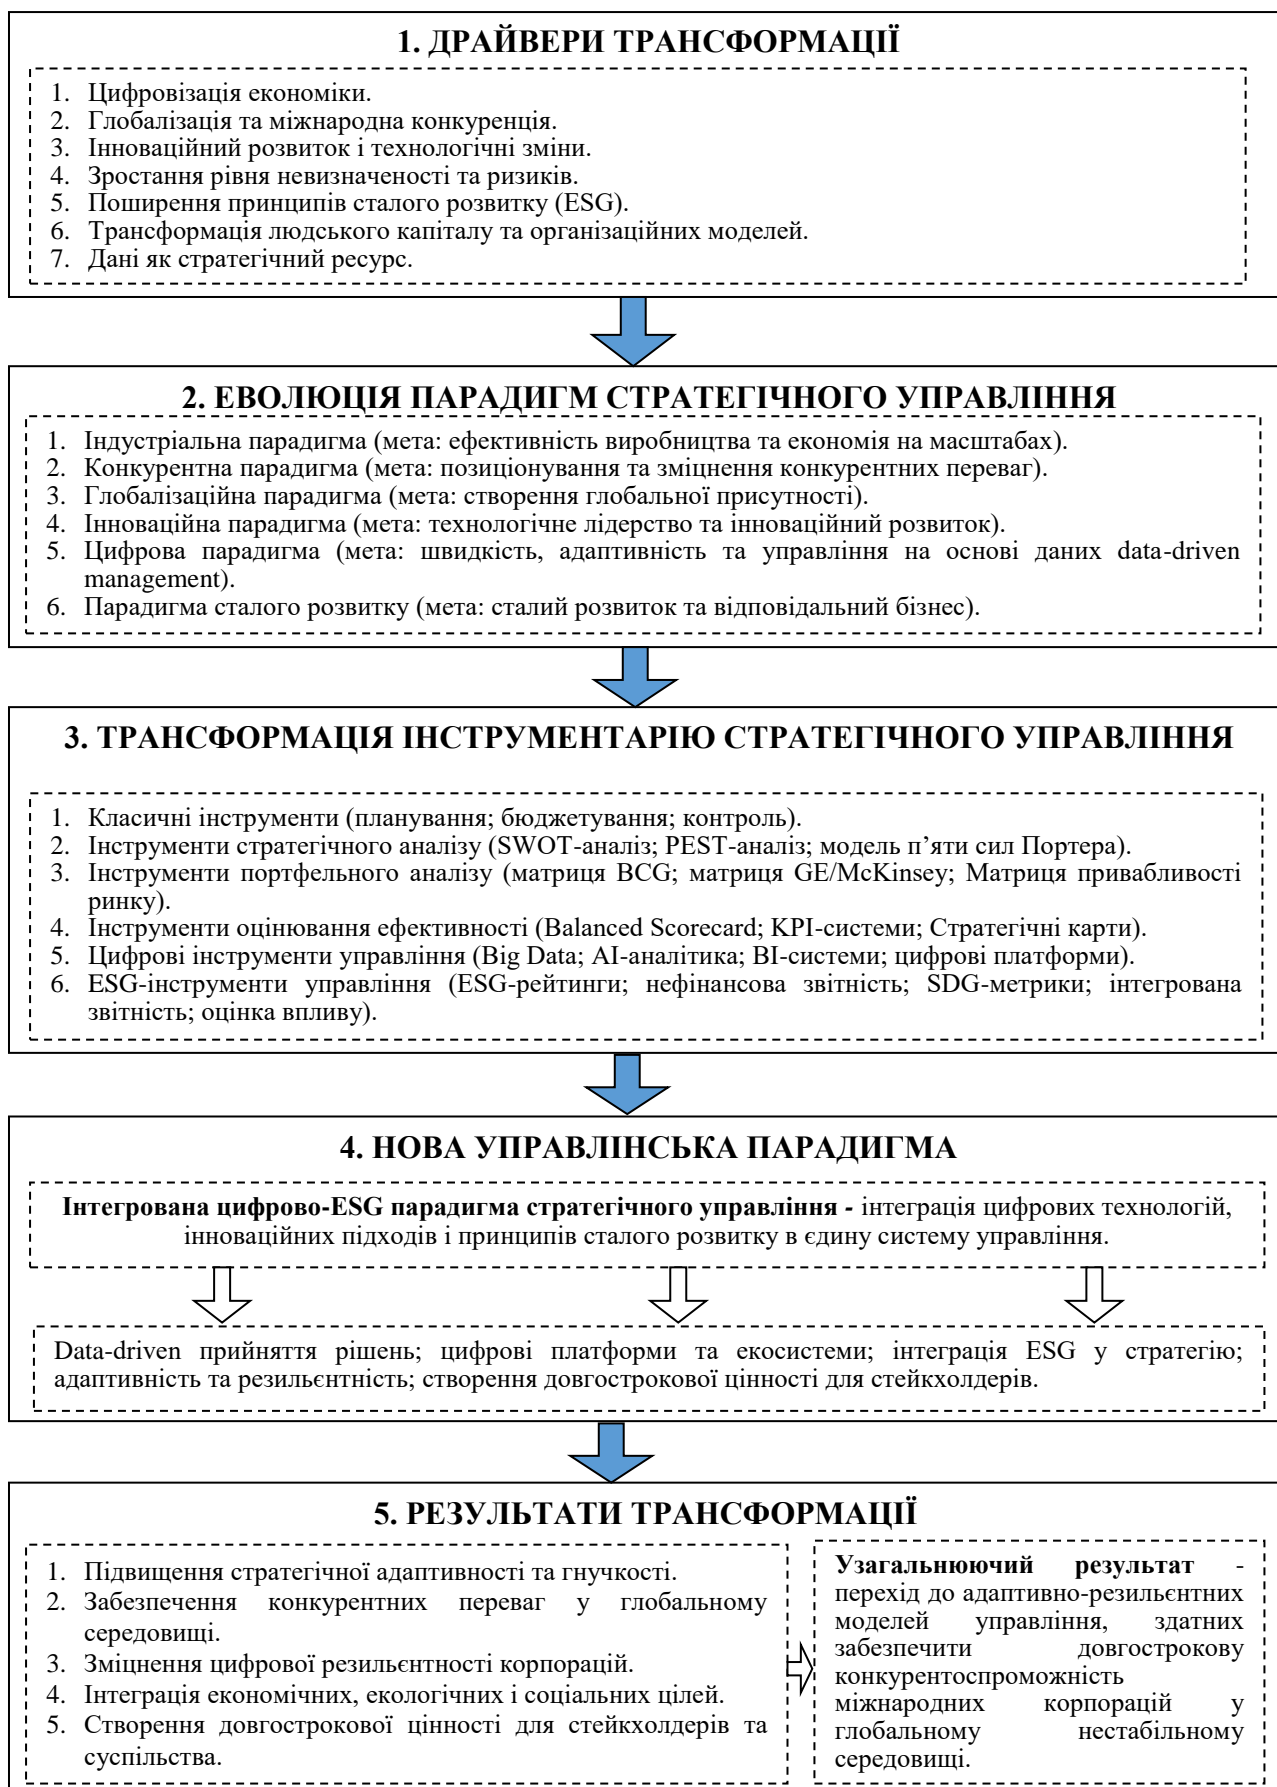 1. ДРАЙВЕРИ ТРАНСФОРМАЦІЇ
1. Цифровізація економіки.
2. Глобалізація та міжнародна конкуренція.
3. Інноваційний розвиток і технологічні зміни.
4. Зростання рівня невизначеності та ризиків.
5. Поширення принципів сталого розвитку (ESG).
6. Трансформація людського капіталу та організаційних моделей.
7. Дані як стратегічний ресурс.
2. ЕВОЛЮЦІЯ ПАРАДИГМ СТРАТЕГІЧНОГО УПРАВЛІННЯ
1. Індустріальна парадигма (мета: ефективність виробництва та економія на масштабах).
2. Конкурентна парадигма (мета: позиціонування та зміцнення конкурентних переваг).
3. Глобалізаційна парадигма (мета: створення глобальної присутності).
4. Інноваційна парадигма (мета: технологічне лідерство та інноваційний розвиток).
5. Цифрова парадигма (мета: швидкість, адаптивність та управління на основі даних data-driven
management).
6. Парадигма сталого розвитку (мета: сталий розвиток та відповідальний бізнес).
3. ТРАНСФОРМАЦІЯ ІНСТРУМЕНТАРІЮ СТРАТЕГІЧНОГО УПРАВЛІННЯ
1. Класичні інструменти (планування; бюджетування; контроль).
2. Інструменти стратегічного аналізу (SWOT-аналіз; PEST-аналіз; модель п’яти сил Портера).
3. Інструменти портфельного аналізу (матриця BCG; матриця GE/McKinsey; Матриця привабливості
ринку).
4. Інструменти оцінювання ефективності (Balanced Scorecard; KPI-системи; Стратегічні карти).
5. Цифрові інструменти управління (Big Data; AI-аналітика; BI-системи; цифрові платформи).
6. ESG-інструменти управління (ESG-рейтинги; нефінансова звітність; SDG-метрики; інтегрована
звітність; оцінка впливу).
4. НОВА УПРАВЛІНСЬКА ПАРАДИГМА
Інтегрована цифрово-ESG парадигма стратегічного управління - інтеграція цифрових технологій,
інноваційних підходів і принципів сталого розвитку в єдину систему управління.
Data-driven прийняття рішень; цифрові платформи та екосистеми; інтеграція ESG у стратегію;
адаптивність та резильєнтність; створення довгострокової цінності для стейкхолдерів.
5. РЕЗУЛЬТАТИ ТРАНСФОРМАЦІЇ
1. Підвищення стратегічної адаптивності та гнучкості.
2. Забезпечення конкурентних переваг у глобальному
середовищі.
3. Зміцнення цифрової резильєнтності корпорацій.
4. Інтеграція економічних, екологічних і соціальних цілей.
5. Створення довгострокової цінності для стейкхолдерів та
суспільства.
Узагальнюючий результат -
перехід до адаптивно-резильєнтних
моделей управління, здатних
забезпечити довгострокову
конкурентоспроможність
міжнародних корпорацій у
глобальному нестабільному
середовищі.